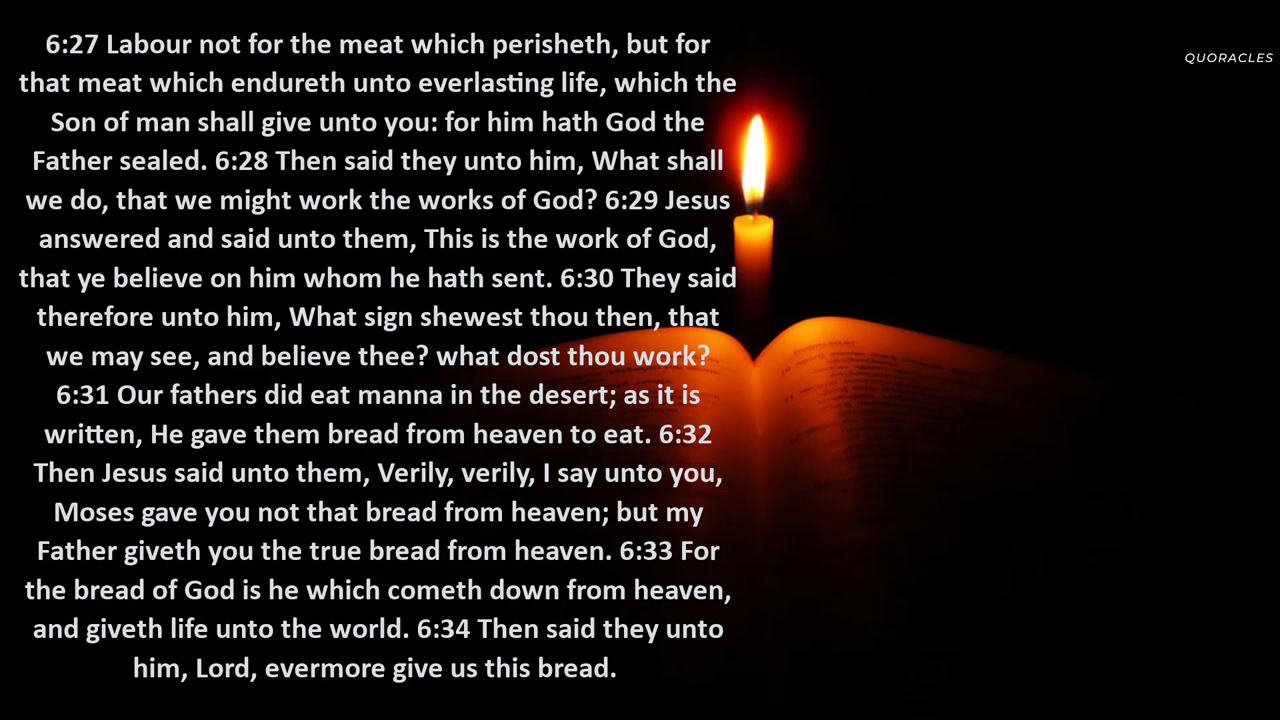 6:27 Labour not for the meat which perisheth, but for
that meat which endureth unto everlasting life, which the
Son of man shall give unto you: for him hath God the
Father sealed. 6:28 Then said they unto him, What shall
we do, that we might work the works of God? 6:29 Jesus
answered and said unto them, This is the work of God,
that ye believe on him whom he hath sent. 6:30 They said
therefore unto him, What sign shewest thou then, that
we may see, and believe thee? what dost thou work?
6:31 Our fathers did eat manna in the desert; as it is
written, He gave them bread from heaven to eat. 6:32
Then Jesus said unto them, Verily, verily, I say unto you,
Moses gave you not that bread from heaven; but my
Father giveth you the true bread from heaven. 6:33 For
the bread of God is he which cometh down from heaven,
and giveth life unto the world. 6:34 Then said they unto
him, Lord, evermore give us this bread.
QUORACLES